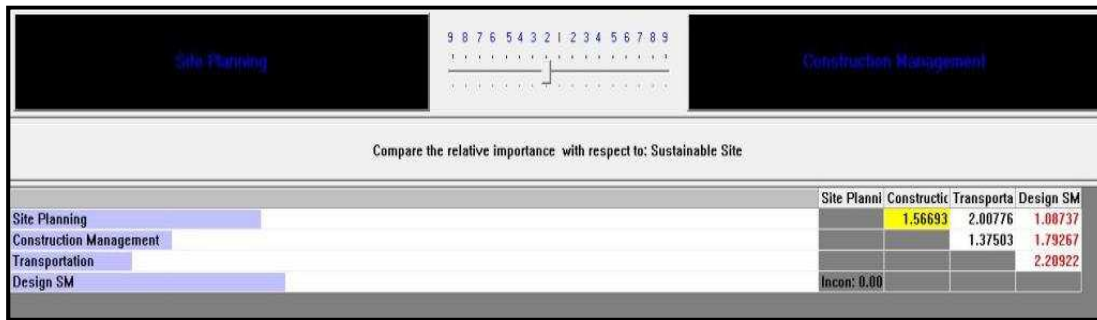 Site Planning
9 8 7 6 5 4 3 2 1 2 3 4 5 6 7 8 9
Construction Management
Compare the relative importance with respect to: Sustainable Site
Site Planni Constructic Transporta Design SM
Site Planning 1.56693 2.00776 1.08737
Construction Management 1.37503 1.79267
Transportation 2.20922
Design SM Incon: 0.00